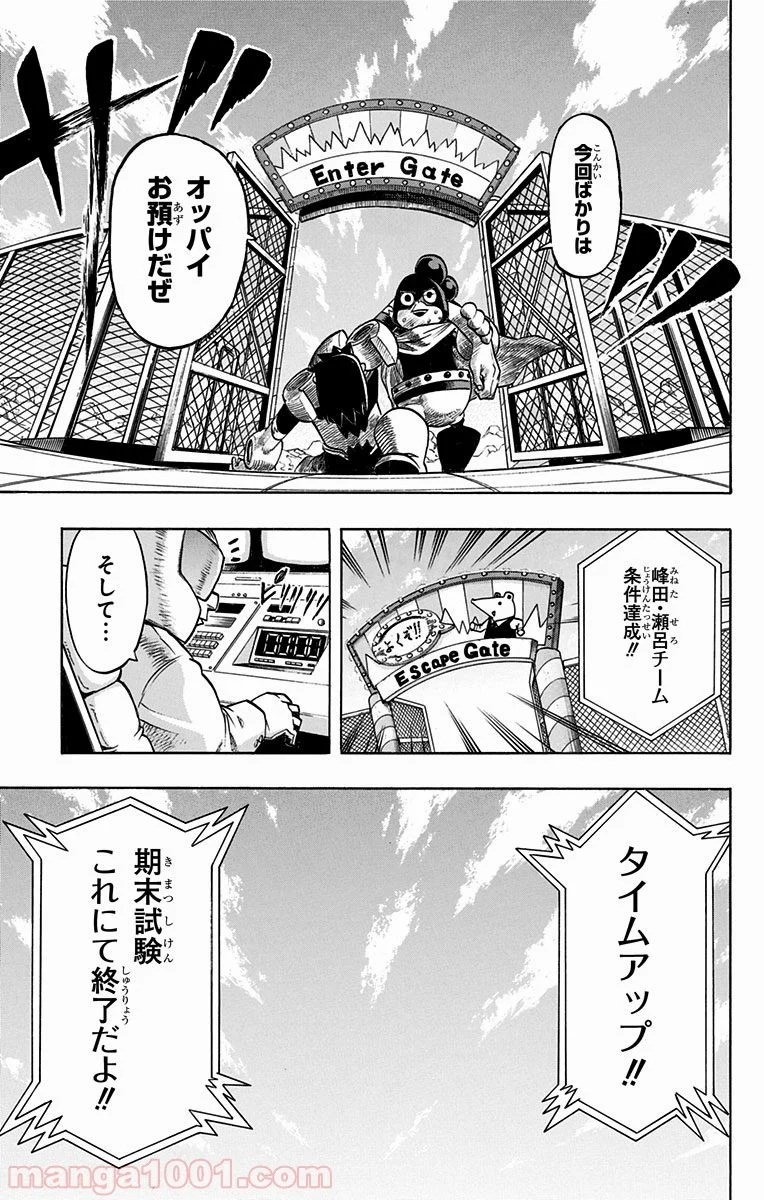 今回ばかりは
オッパイ
お預けだぜ
Enter Gate
峰田・瀬呂チーム
条件達成!!
よくぞ!!
Escape Gate
そして…
タイムアップ!!
期末試験
これにて終了だよ!!
manga1001.com